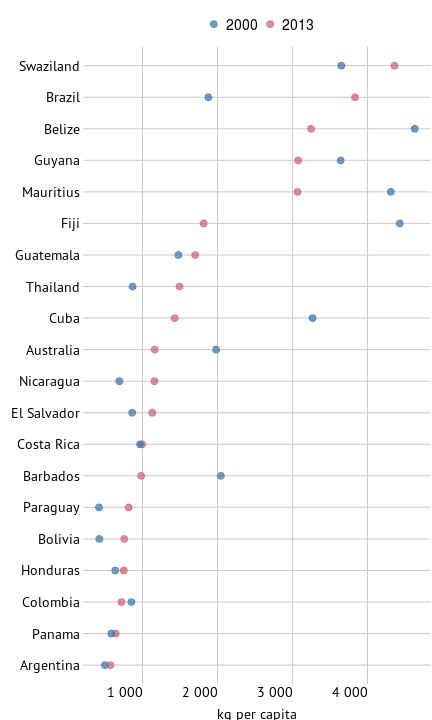 2000 2013
Swaziland
Brazil
Belize
Guyana
Mauritius
Fiji
Guatemala
Thailand
Cuba
Australia
Nicaragua
El Salvador
Costa Rica
Barbados
Paraguay
Bolivia
Honduras
Colombia
Panama
Argentina
1 000 2 000 3 000 4 000
kg per capita